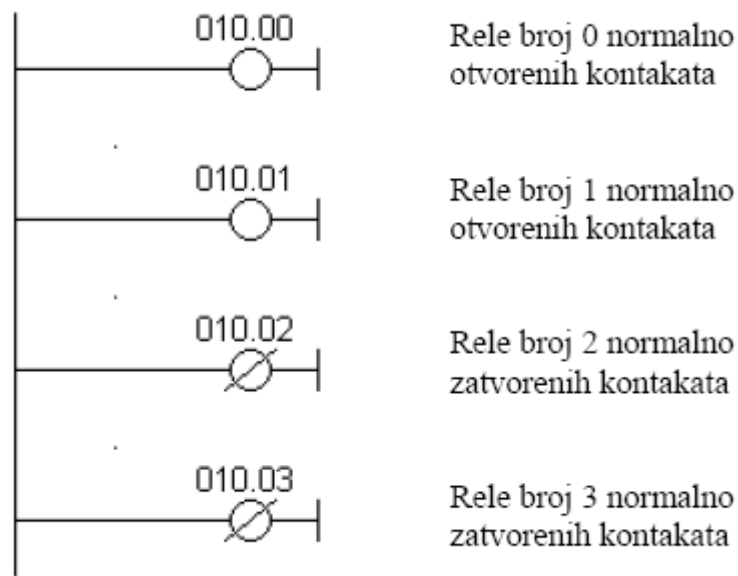 010.00
Rele broj 0 normalno
otvorenih kontakata
010.01
Rele broj 1 normalno
otvorenih kontakata
010.02
Rele broj 2 normalno
zatvorenih kontakata
010.03
Rele broj 3 normalno
zatvorenih kontakata